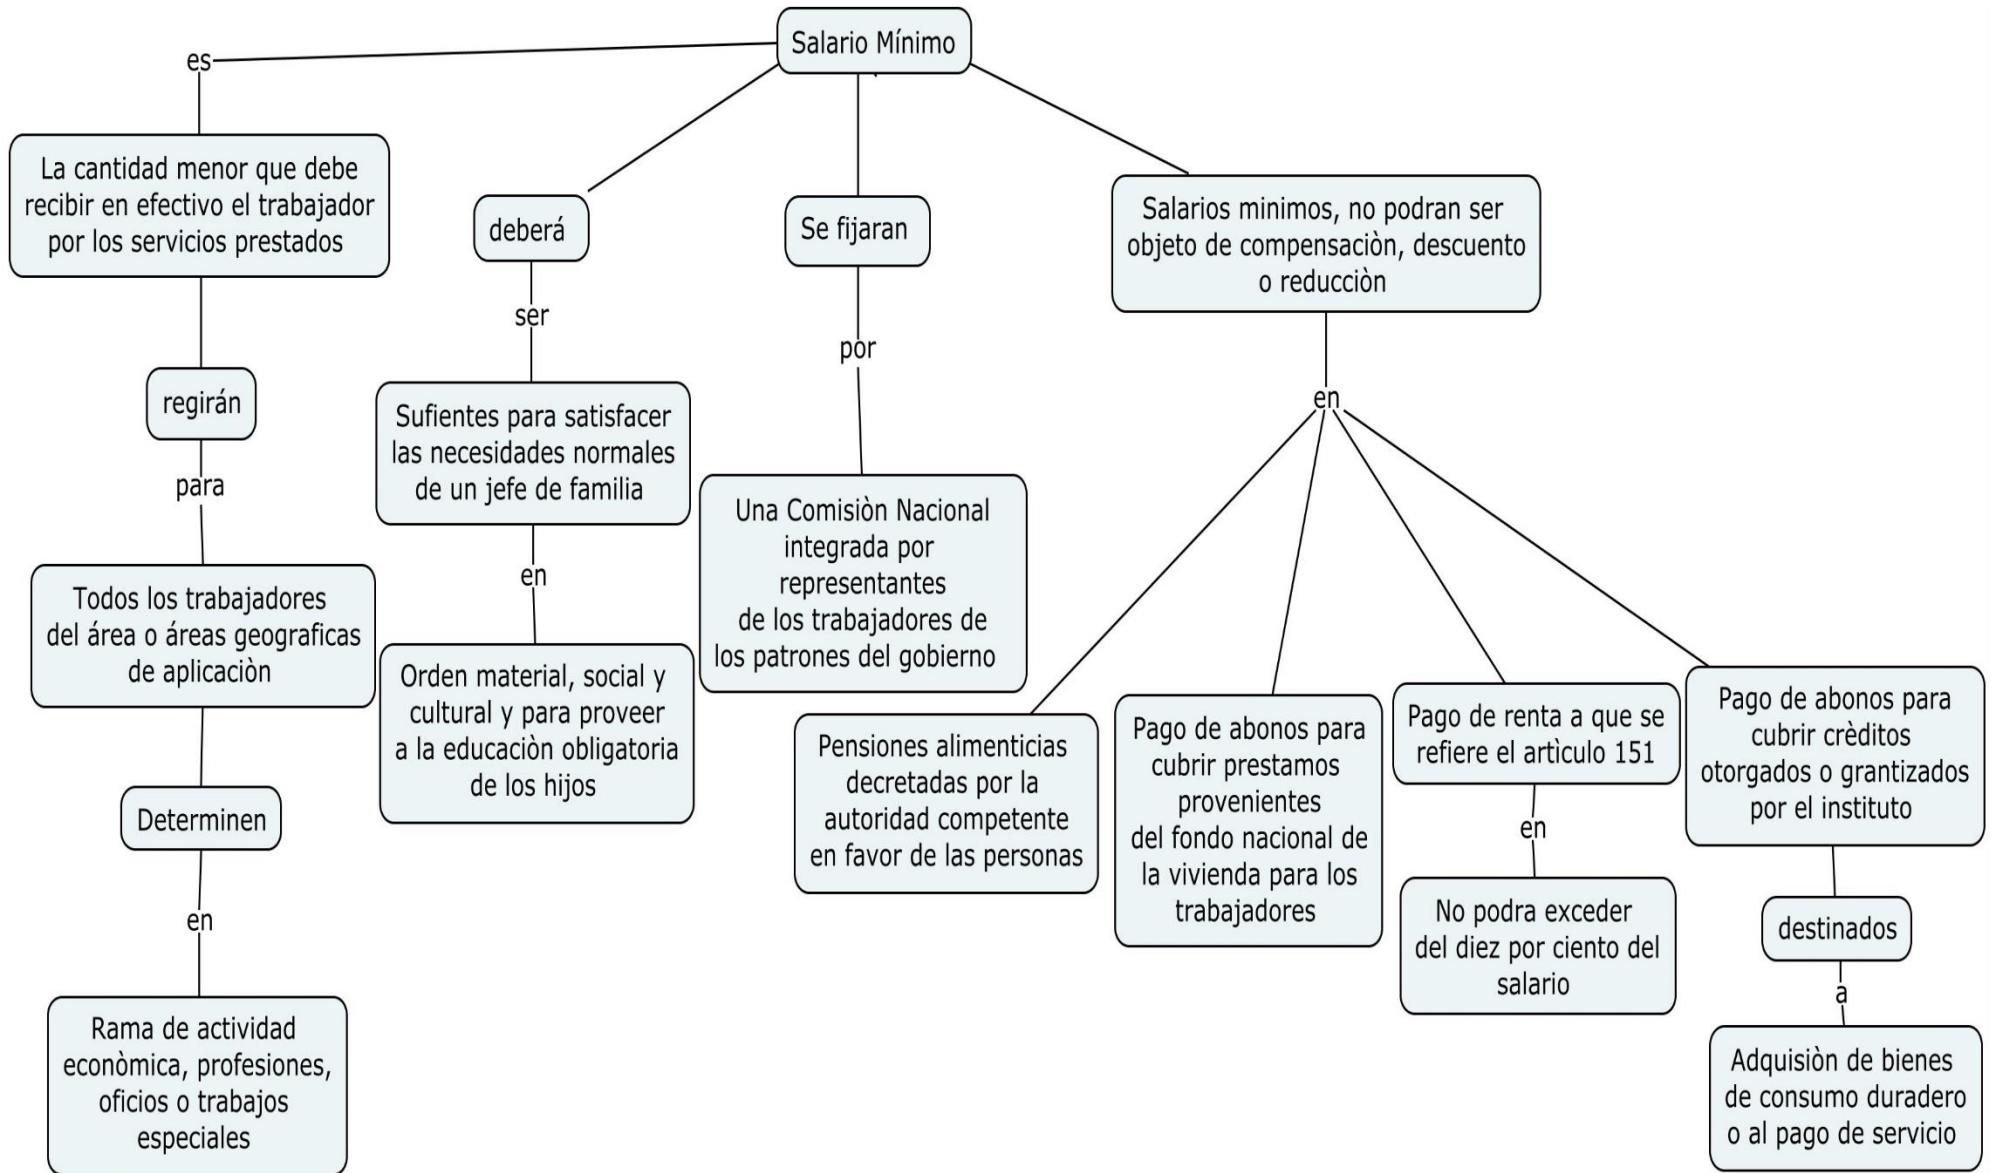 Salario Mínimo
es
La cantidad menor que debe
recibir en efectivo el trabajador
por los servicios prestados
regirán
para
Todos los trabajadores
del área o áreas geograficas
de aplicaciòn
Determinen
en
Rama de actividad
econòmica, profesiones,
oficios o trabajos
especiales
deberá
ser
Sufientes para satisfacer
las necesidades normales
de un jefe de familia
en
Orden material, social y
cultural y para proveer
a la educaciòn obligatoria
de los hijos
Se fijaran
por
Una Comisiòn Nacional
integrada por
representantes
de los trabajadores de
los patrones del gobierno
Salarios minimos, no podran ser
objeto de compensaciòn, descuento
o reducciòn
en
Pensiones alimenticias
decretadas por la
autoridad competente
en favor de las personas
Pago de abonos para
cubrir prestamos
provenientes
del fondo nacional de
la vivienda para los
trabajadores
Pago de renta a que se
refiere el artìculo 151
en
No podra exceder
del diez por ciento del
salario
Pago de abonos para
cubrir crèditos
otorgados o grantizados
por el instituto
destinados
a
Adquisiòn de bienes
de consumo duradero
o al pago de servicio